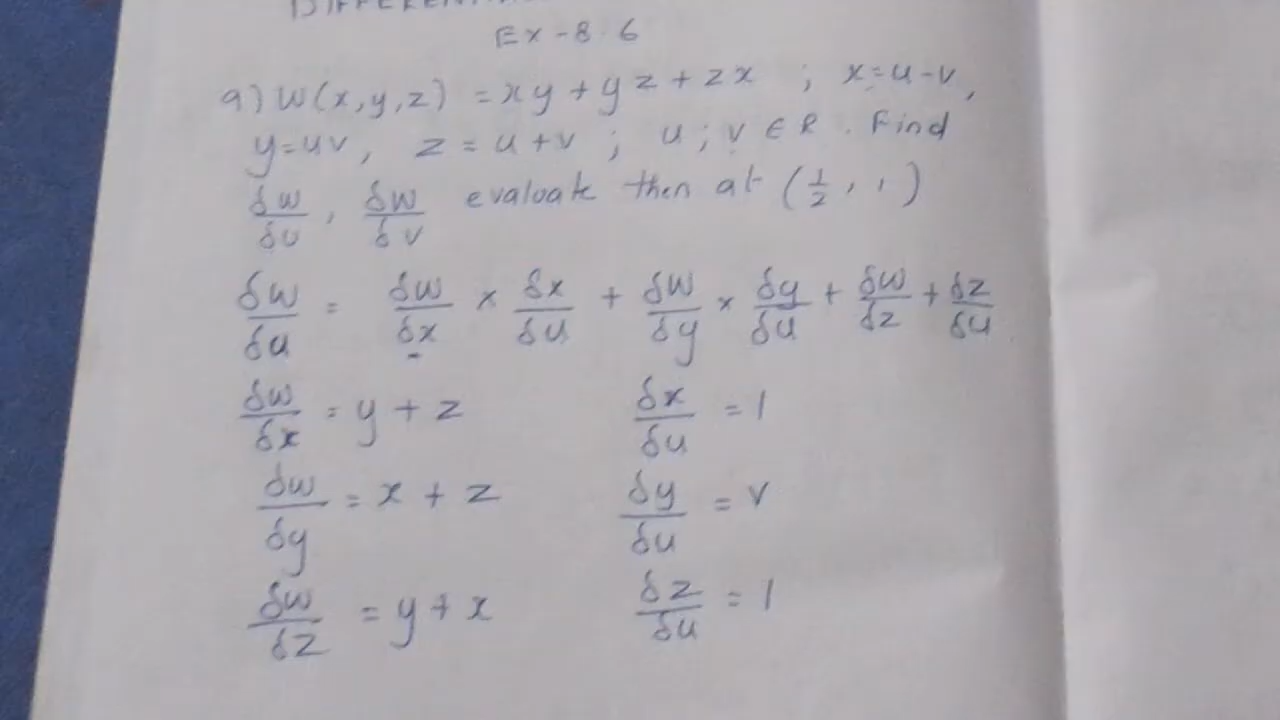 DIFFERENTI
EX - 8.6
9) W(x,y,z) = xy + yz + zx ; x = u - v,
y = uv, z = u + v ; u ; v ∈ R . Find
δw/δu , δw/δv evaluate then at (1/2 , 1)
δw/δu = δw/δx × δx/δu + δw/δy × δy/δu + δw/δz + δz/δu
δw/δx = y + z δx/δu = 1
δw/δy = x + z δy/δu = v
δw/δz = y + x δz/δu = 1